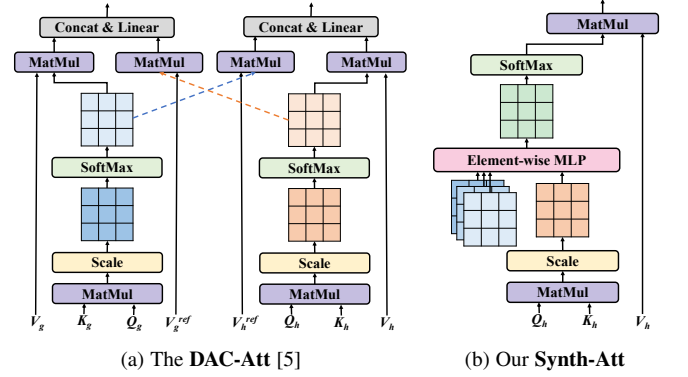 Concat & Linear
Concat & Linear
MatMul
MatMul
MatMul
MatMul
SoftMax
SoftMax
Scale
Scale
MatMul
MatMul
V_g
K_g
Q_g
V_g^ref
V_h^ref
Q_h
K_h
V_h
(a) The DAC-Att [5]
MatMul
SoftMax
Element-wise MLP
Scale
MatMul
Q_h
K_h
V_h
(b) Our Synth-Att